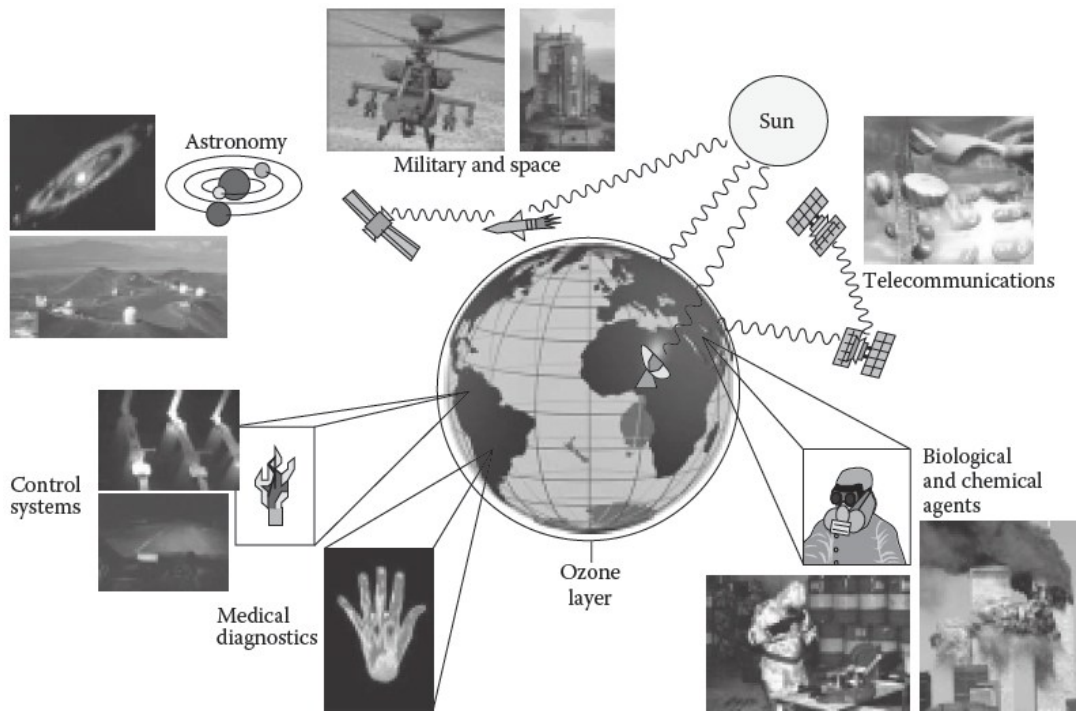 Astronomy
Military and space
Sun
Telecommunications
Control
systems
Medical
diagnostics
Ozone
layer
Biological
and chemical
agents